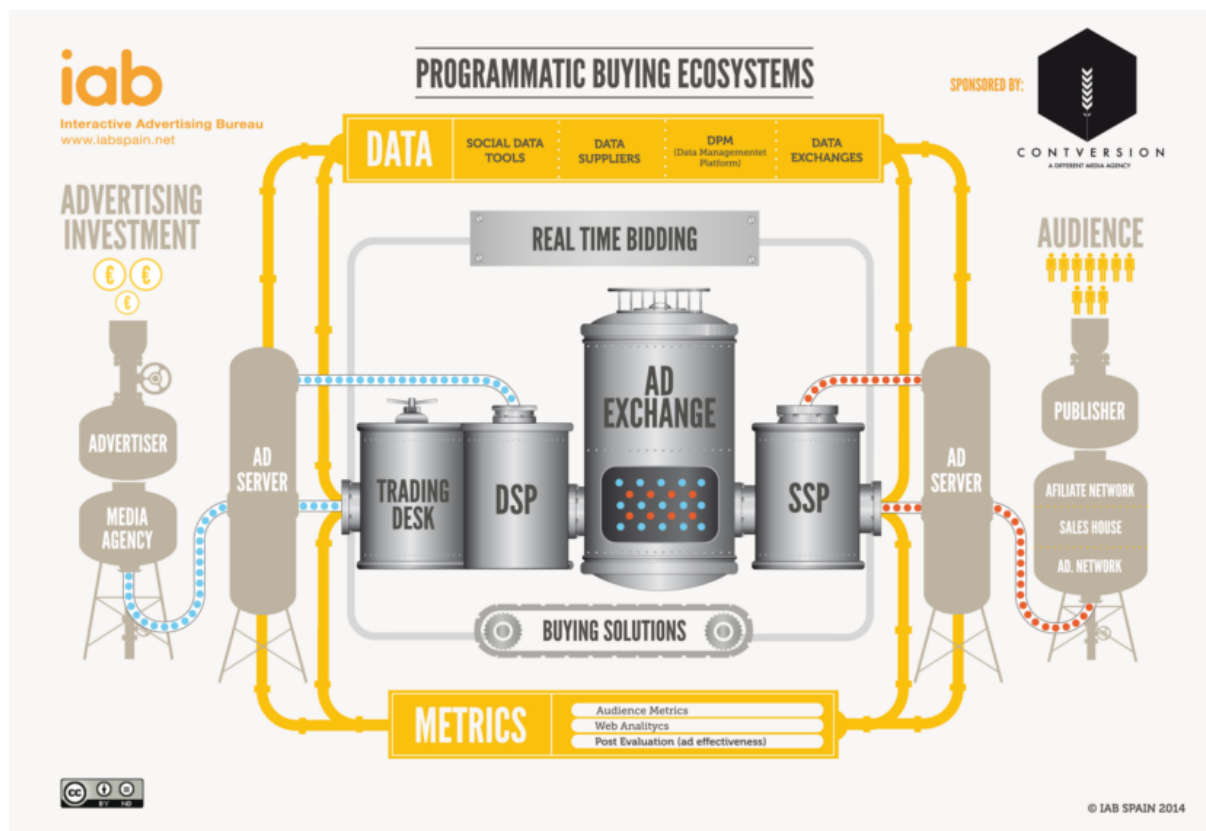 iab
Interactive Advertising Bureau
www.iabspain.net
PROGRAMMATIC BUYING ECOSYSTEMS
SPONSORED BY:
CONTVERSION
A DIFFERENT MEDIA AGENCY
DATA
SOCIAL DATA
TOOLS
DATA
SUPPLIERS
DPM
(Data Managementet
Platform)
DATA
EXCHANGES
ADVERTISING
INVESTMENT
€ €
€
REAL TIME BIDDING
AUDIENCE
ADVERTISER
MEDIA
AGENCY
AD
SERVER
TRADING
DESK
DSP
AD
EXCHANGE
SSP
AD
SERVER
PUBLISHER
AFILIATE NETWORK
SALES HOUSE
AD. NETWORK
BUYING SOLUTIONS
METRICS
Audience Metrics
Web Analitycs
Post Evaluation (ad effectiveness)
cc
BY ND
© IAB SPAIN 2014